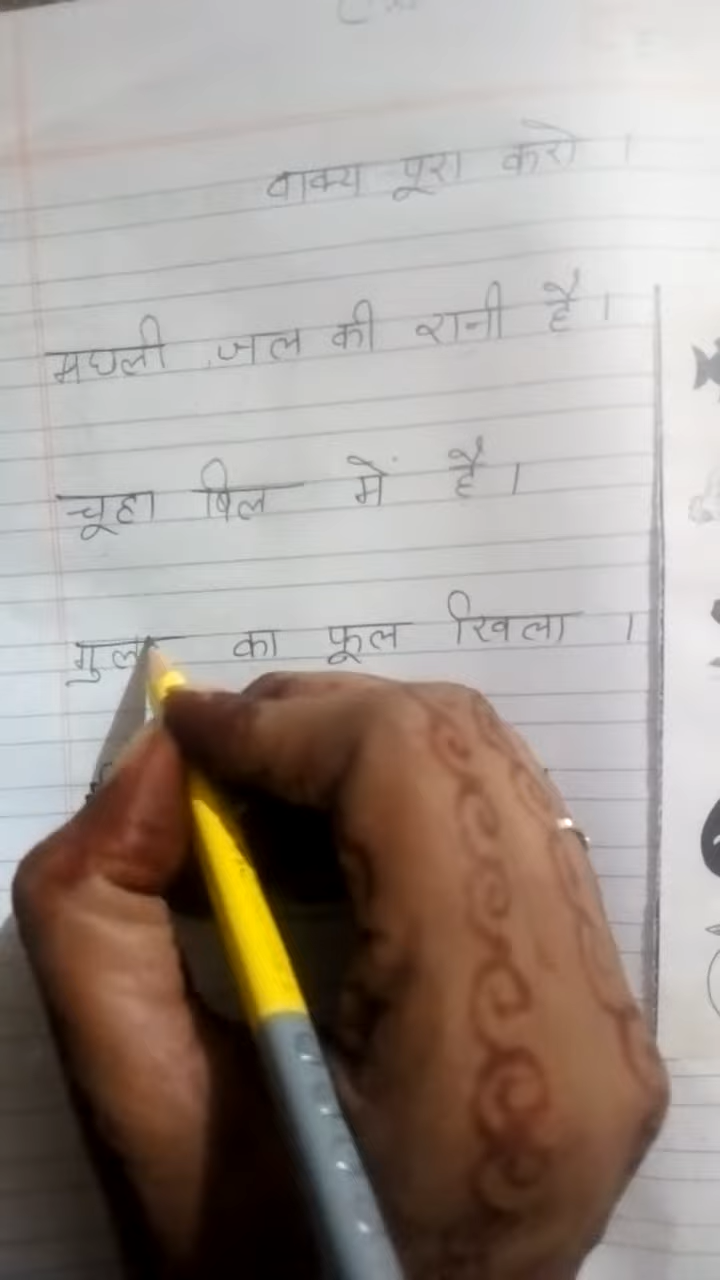 वाक्य पूरा करो ।
मछली जल की रानी है ।
चूहा बिल में है ।
का फूल खिला ।